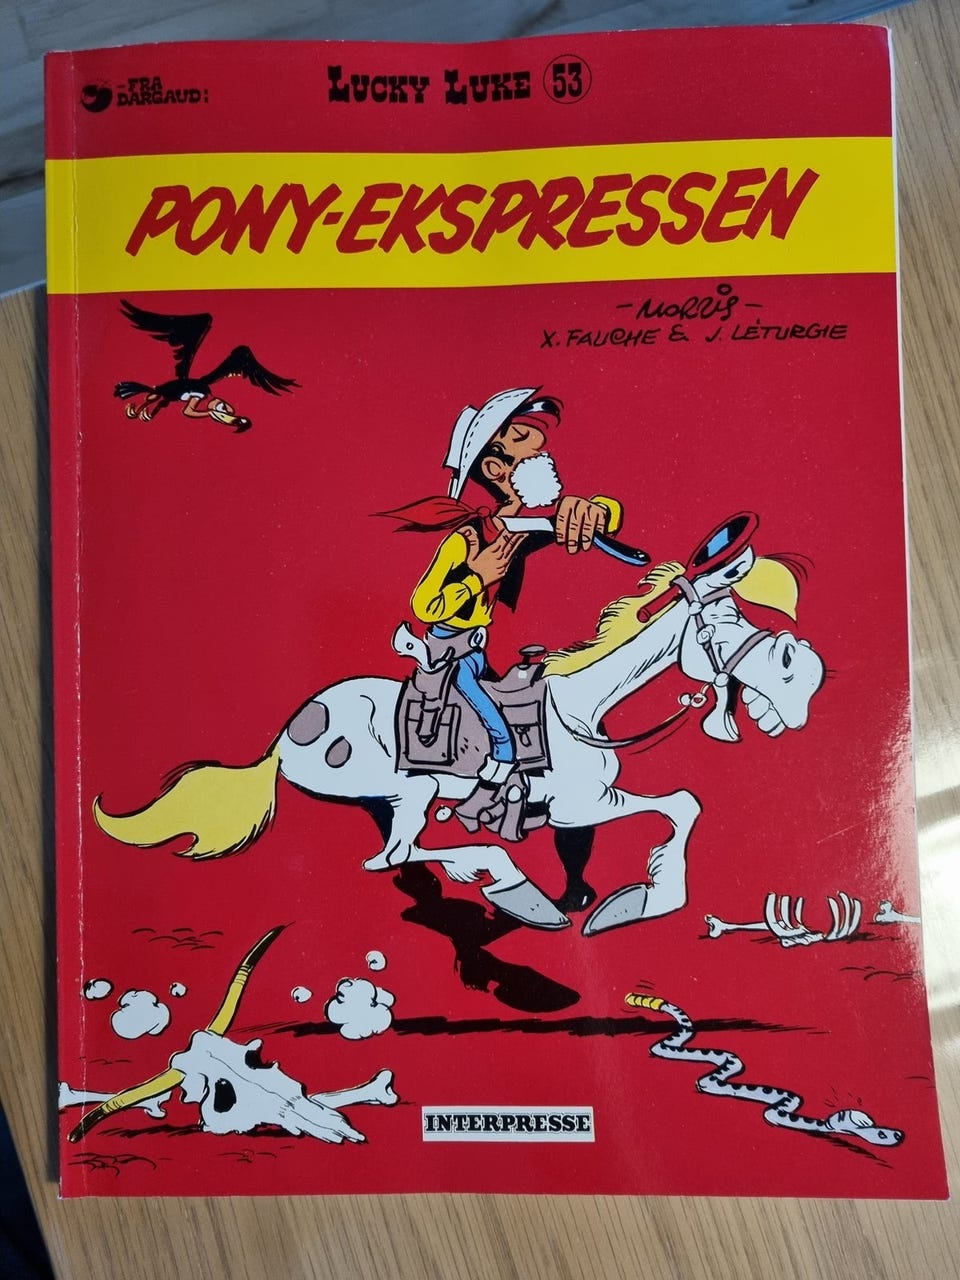 -FRA
DARGAUD:
LUCKY LUKE 53
PONY-EKSPRESSEN
-MORRIS-
X. FAUCHE & J. LÉTURGIE
INTERPRESSE